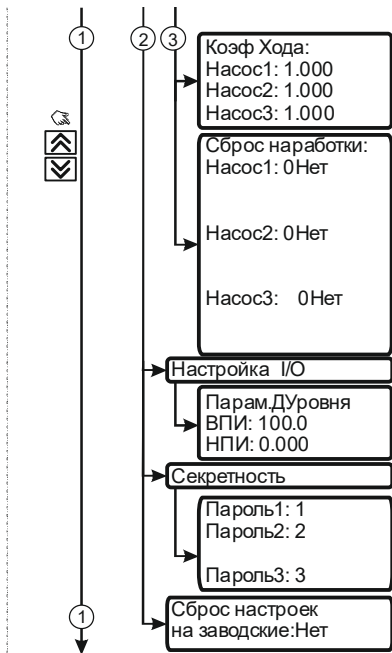 1 2 3
Коэф Хода:
Насос1: 1.000
Насос2: 1.000
Насос3: 1.000
Сброс наработки:
Насос1: 0Нет
Насос2: 0Нет
Насос3: 0Нет
Настройка I/O
Парам.ДУровня
ВПИ: 100.0
НПИ: 0.000
Секретность
Пароль1: 1
Пароль2: 2
Пароль3: 3
1
Сброс настроек
на заводские:Нет